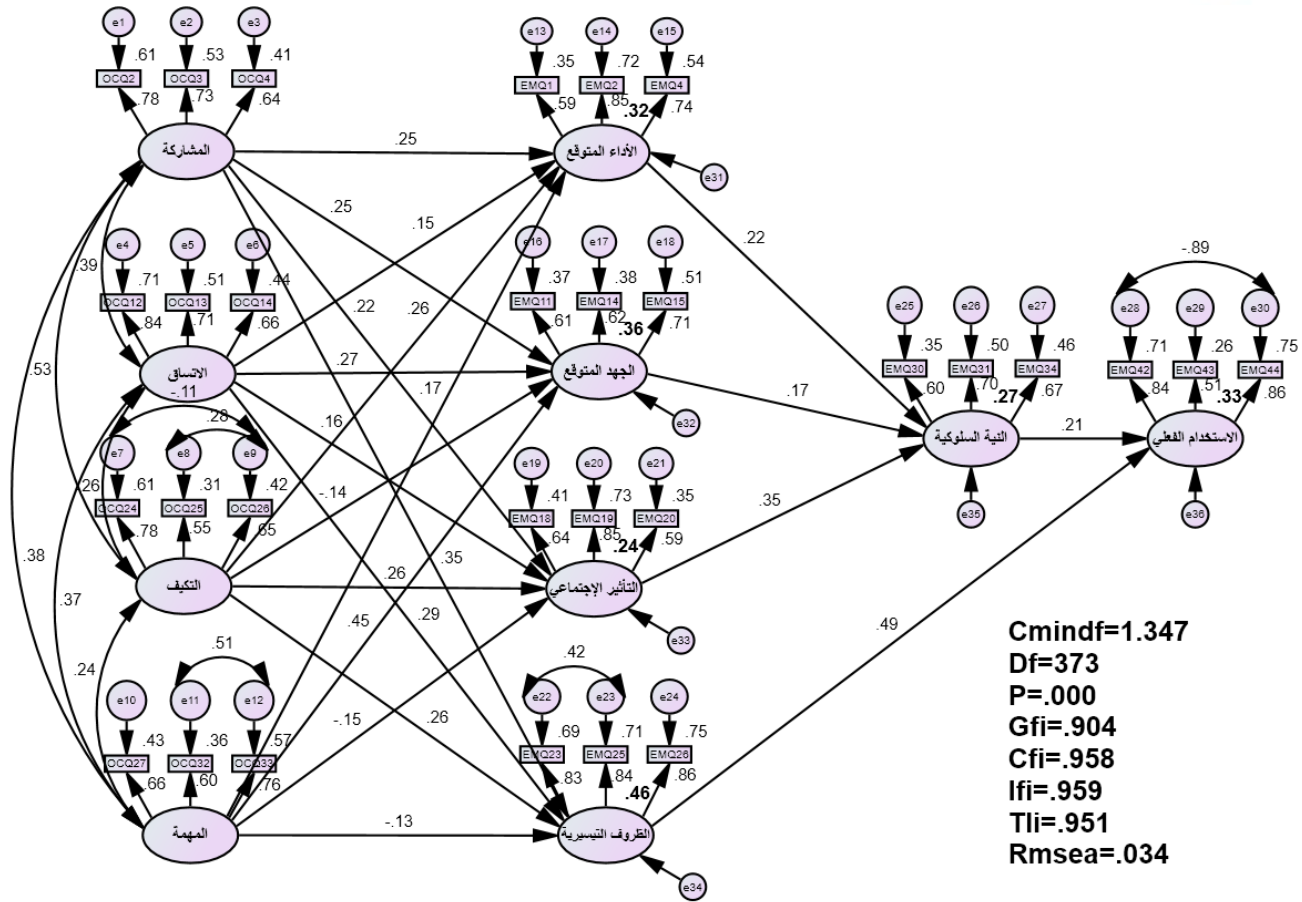 e1 e2 e3
.61 .53 .41
OCQ2 OCQ3 OCQ4
.78 .73 .64
المشاركة
e13 e14 e15
.35 .72 .54
EMQ1 EMQ2 EMQ4
.59 .85 .32 .74
الأداء المتوقع
e31
.25
.25
.15
.22
e4 e5 e6
.39 .71 .51 .44
OCQ12 OCQ13 OCQ14
.84 .71 .66
الاتساق
-.11
e16 e17 e18
.37 .38 .51
EMQ11 EMQ14 EMQ15
.61 .62 .36 .71
الجهد المتوقع
e32
.22 .26
.27
.17
.16
.17
e25 e26 e27
.35 .50 .46
EMQ30 EMQ31 EMQ34
.60 .70 .27 .67
النية السلوكية
e35
.21
-.89
e28 e29 e30
.71 .26 .75
EMQ42 EMQ43 EMQ44
.84 .51 .33 .86
الاستخدام الفعلي
e36
.53
.28
e7 e8 e9
.26 .61 .31 .42
OCQ24 OCQ25 OCQ26
.78 .55 .65
التكيف
-.14
e19 e20 e21
.41 .73 .35
EMQ18 EMQ19 EMQ20
.64 .85 .24 .59
التأثير الإجتماعي
e33
.35
.38
.37
.24
.35
.26
.29
.45
.49
.51
e10 e11 e12
.43 .36 .57
OCQ27 OCQ32 OCQ33
.66 .60 .76
المهمة
-.15
.26
-.13
.42
e22 e23 e24
.69 .71 .75
EMQ23 EMQ25 EMQ26
.83 .84 .46 .86
الظروف التيسيرية
e34
Cmindf=1.347
Df=373
P=.000
Gfi=.904
Cfi=.958
Ifi=.959
Tli=.951
Rmsea=.034